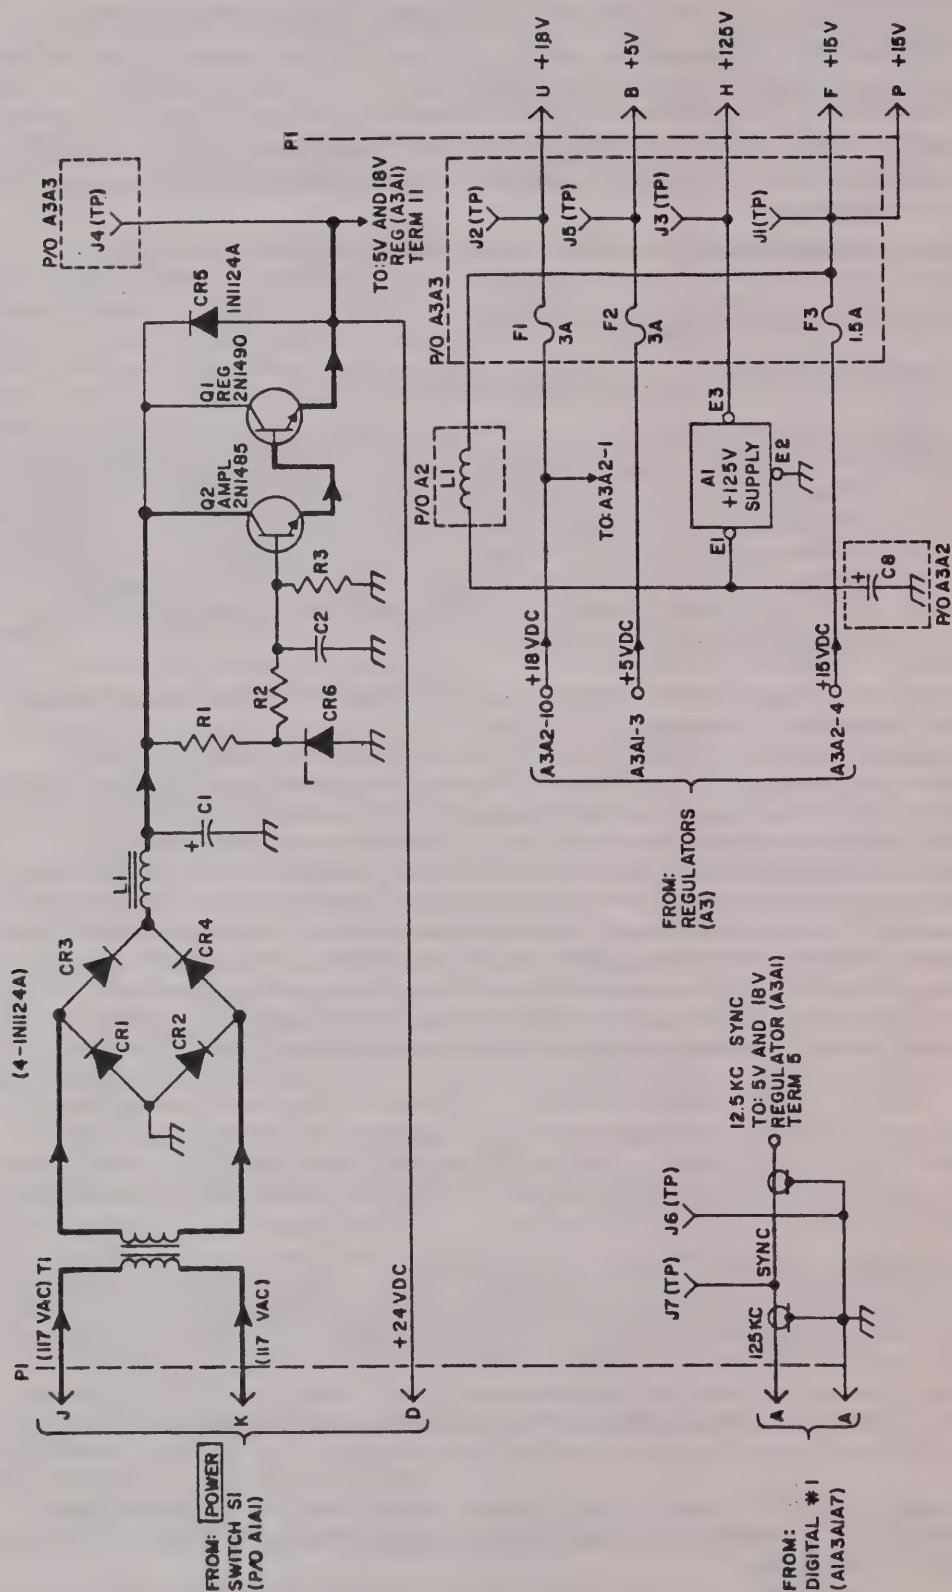 P1
(117 VAC) T1
J
K
(117 VAC)
D
+24VDC
FROM: POWER
SWITCH S1
(P/O A1A1)
(4-1N1124A)
CR1
CR3
CR2
CR4
L1
+
C1
R1
R2
CR6
C2
R3
Q2
AMPL
2N1485
Q1
REG
2N1490
CR5
1N1124A
P/O A3A3
J4(TP)
TO:5V AND 18V
REG (A3A1)
TERM 11
FROM:
DIGITAL #1
(A1A3A1A7)
A
A
12.5KC
SYNC
J7(TP)
J6(TP)
12.5KC SYNC
TO: 5V AND 18V
REGULATOR (A3A1)
TERM 5
FROM:
REGULATORS
(A3)
A3A2-10
+18VDC
A3A1-3
+5VDC
A3A2-4
+15VDC
P/O A2
L1
TO: A3A2-1
E1
A1
+125V
SUPPLY
E3
E2
+
C8
P/O A3A2
P/O A3A3
F1
3A
F2
3A
F3
1.5A
J2(TP)
J5(TP)
J3(TP)
J1(TP)
P1
U +18V
B +5V
H +125V
F +15V
P +15V